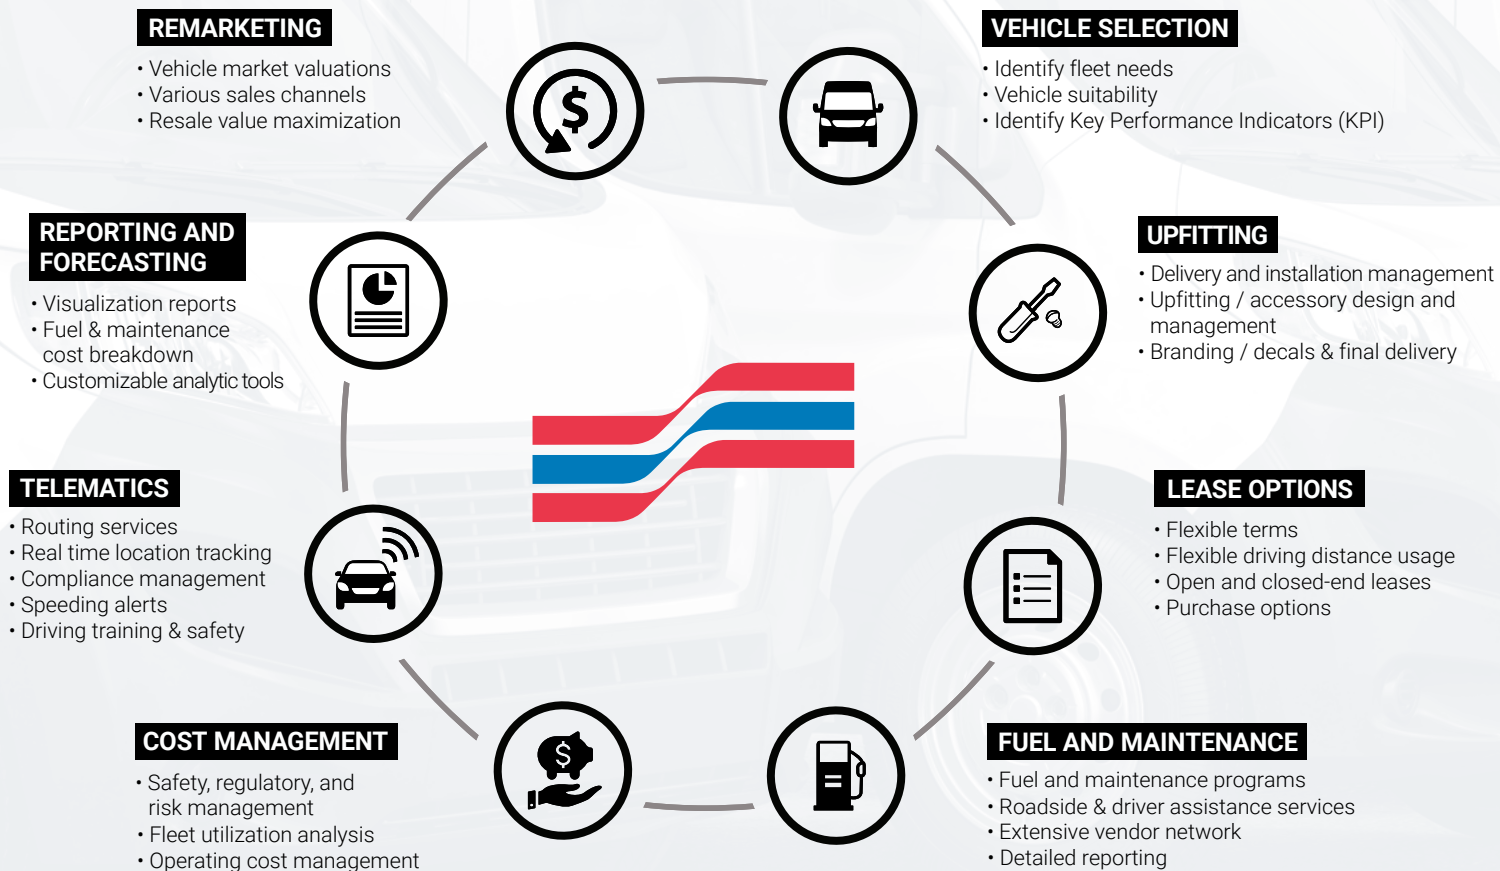 REMARKETING
• Vehicle market valuations
• Various sales channels
• Resale value maximization
$
VEHICLE SELECTION
• Identify fleet needs
• Vehicle suitability
• Identify Key Performance Indicators (KPI)
UPFITTING
• Delivery and installation management
• Upfitting / accessory design and
management
• Branding / decals & final delivery
LEASE OPTIONS
• Flexible terms
• Flexible driving distance usage
• Open and closed-end leases
• Purchase options
FUEL AND MAINTENANCE
• Fuel and maintenance programs
• Roadside & driver assistance services
• Extensive vendor network
• Detailed reporting
COST MANAGEMENT
• Safety, regulatory, and
risk management
• Fleet utilization analysis
• Operating cost management
$
TELEMATICS
• Routing services
• Real time location tracking
• Compliance management
• Speeding alerts
• Driving training & safety
REPORTING AND
FORECASTING
• Visualization reports
• Fuel & maintenance
cost breakdown
• Customizable analytic tools